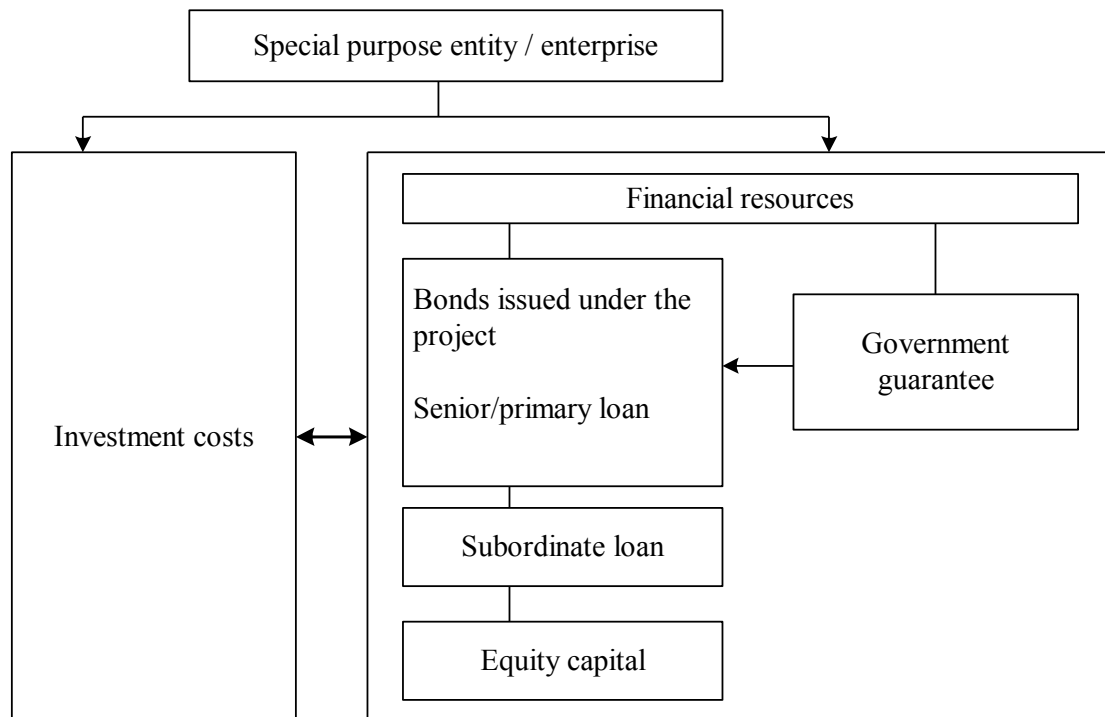 Special purpose entity / enterprise
Financial resources
Bonds issued under the
project
Senior/primary loan
Government
guarantee
Investment costs
Subordinate loan
Equity capital